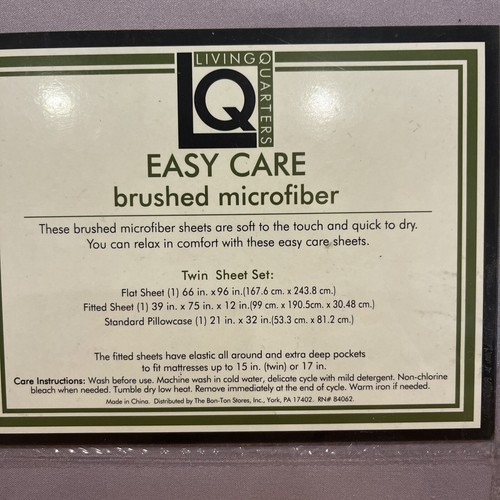 LIVING QUARTERS
LQ
EASY CARE
brushed microfiber
These brushed microfiber sheets are soft to the touch and quick to dry.
You can relax in comfort with these easy care sheets.
Twin Sheet Set:
Flat Sheet (1) 66 in. x96 in.(167.6 cm. x 243.8 cm.)
Fitted Sheet (1) 39 in. x 75 in. x 12 in.(99 cm. x 190.5cm. x 30.48 cm.)
Standard Pillowcase (1) 21 in. x 32 in.(53.3 cm. x 81.2 cm.)
The fitted sheets have elastic all around and extra deep pockets
to fit mattresses up to 15 in. (twin) or 17 in.
Care Instructions: Wash before use. Machine wash in cold water, delicate cycle with mild detergent. Non-chlorine
bleach when needed. Tumble dry low heat. Remove immediately at the end of cycle. Warm iron if needed.
Made in China. Distributed by The Bon-Ton Stores, Inc., York, PA 17402. RN# 84062.